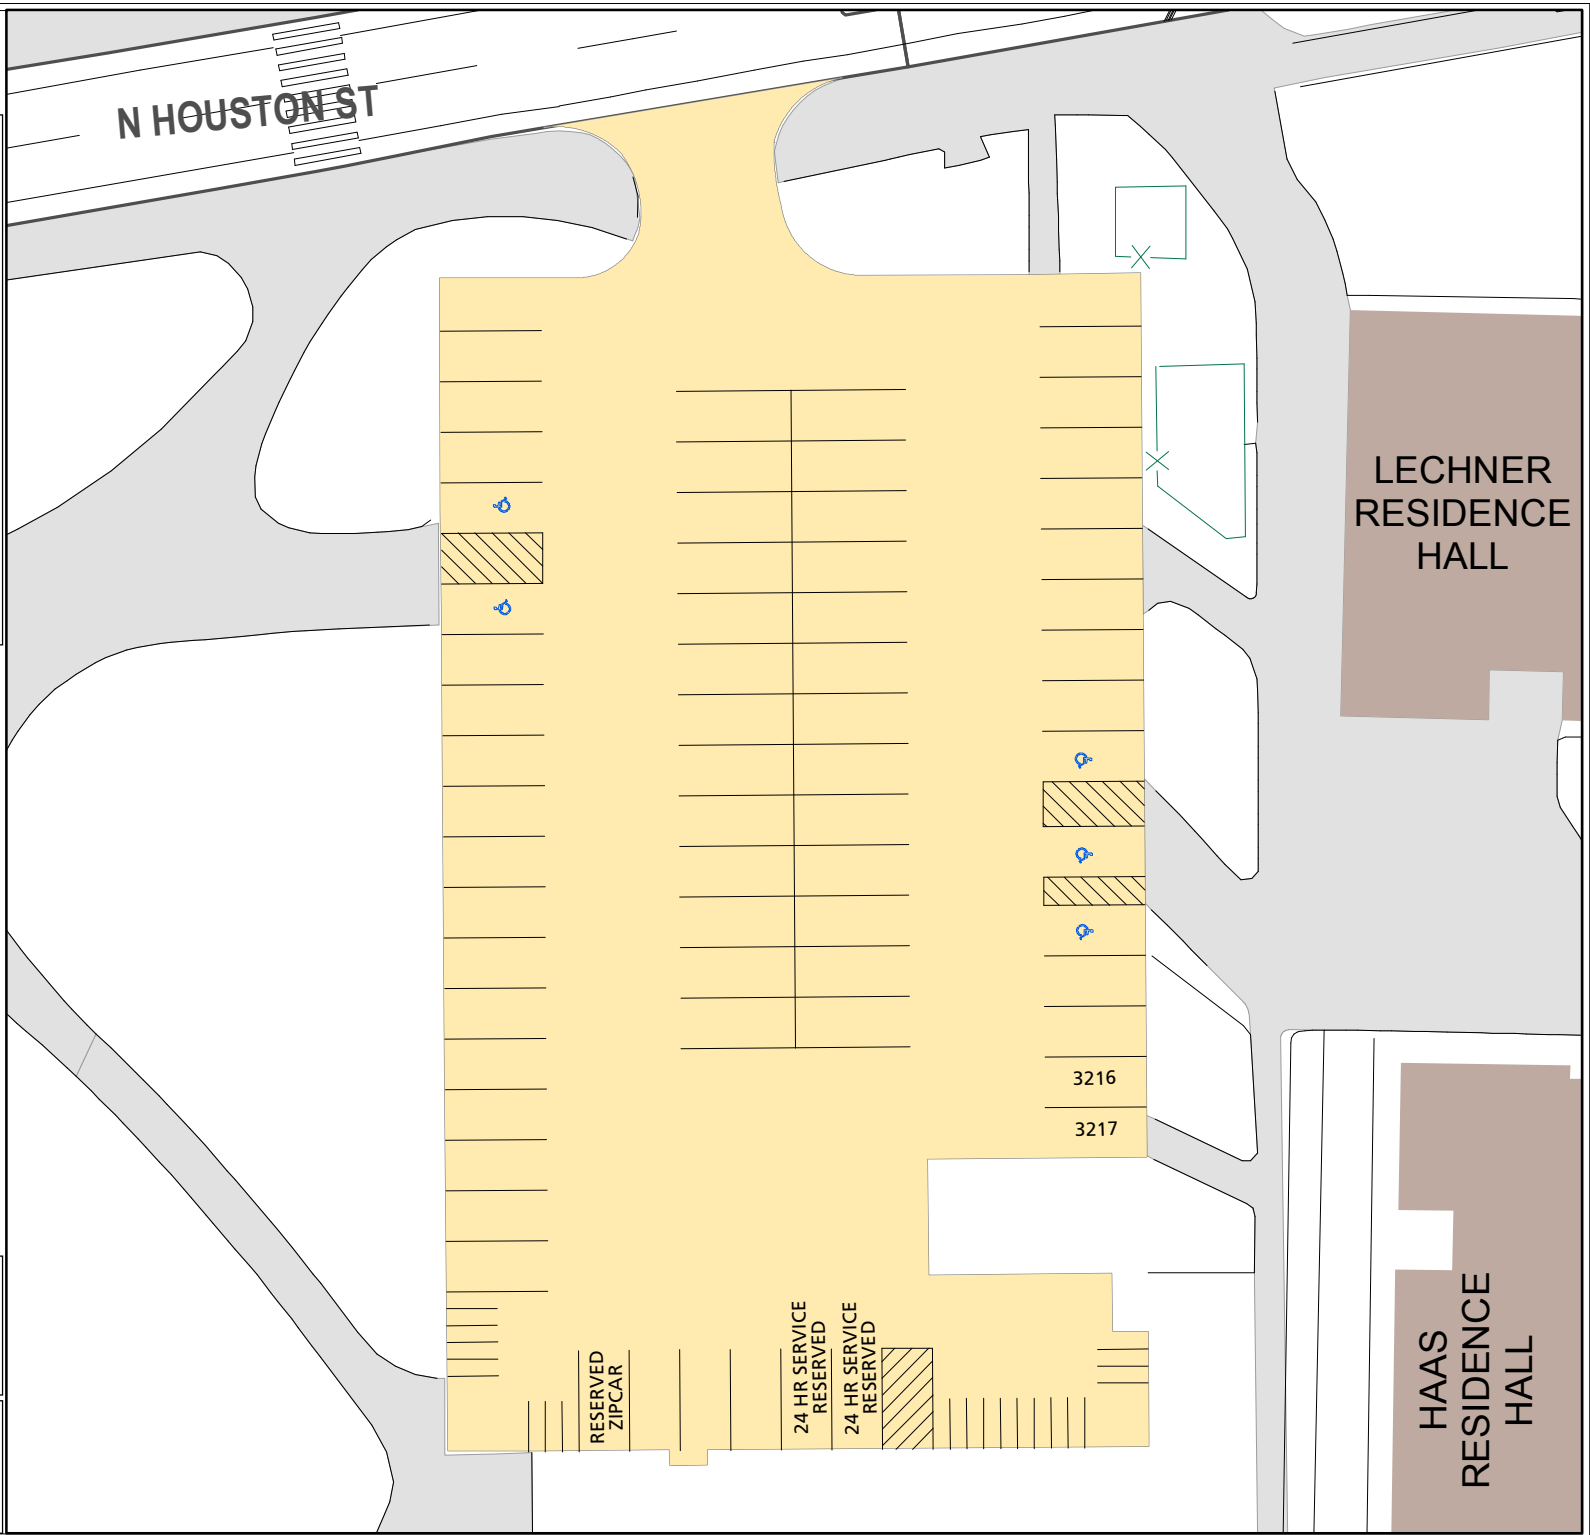 N HOUSTON ST
LECHNER
RESIDENCE
HALL
3216
3217
RESERVED
ZIPCAR
24 HR SERVICE
RESERVED
24 HR SERVICE
RESERVED
HAAS
RESIDENCE
HALL